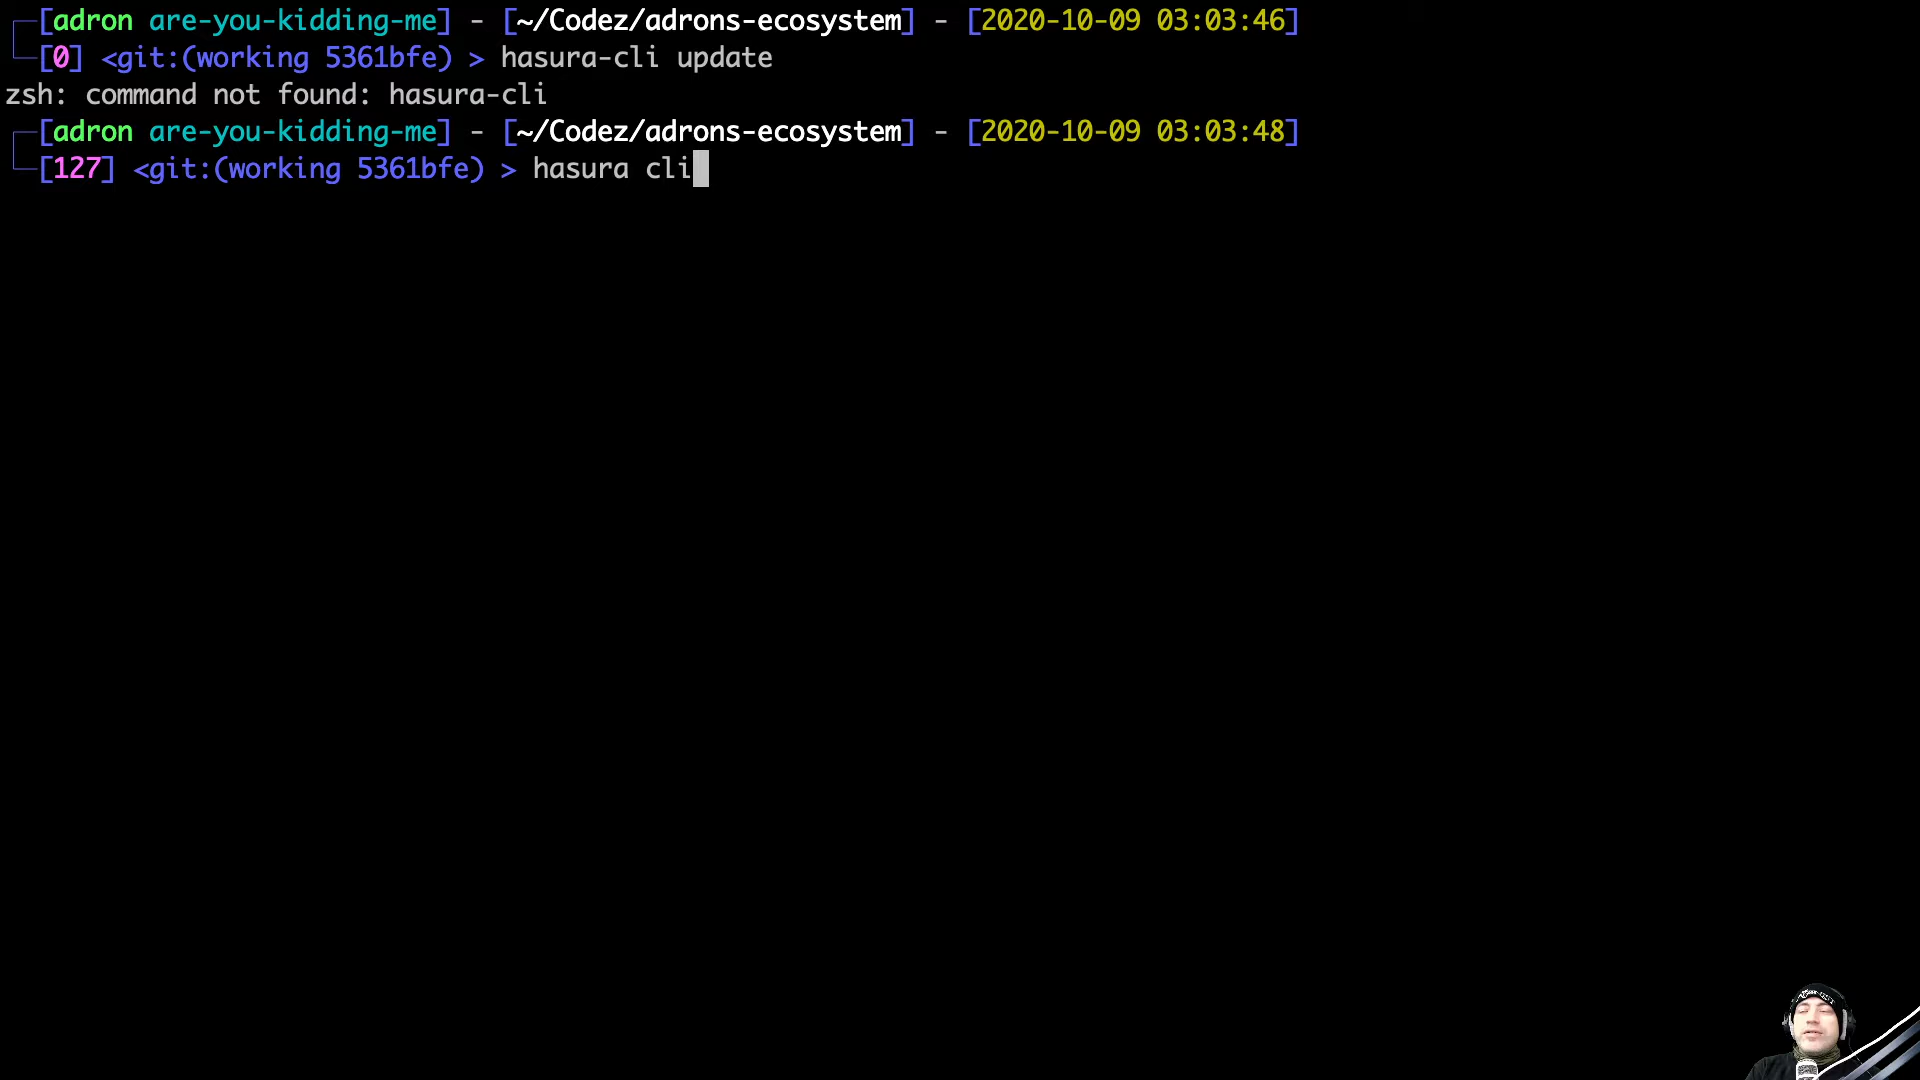 [adron are-you-kidding-me] - [~/Codez/adrons-ecosystem] - [2020-10-09 03:03:46]
[0] <git:(working 5361bfe) > hasura-cli update
zsh: command not found: hasura-cli
[adron are-you-kidding-me] - [~/Codez/adrons-ecosystem] - [2020-10-09 03:03:48]
[127] <git:(working 5361bfe) > hasura cli